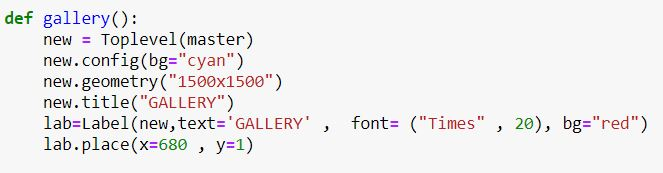 def gallery():
    new = Toplevel(master)
    new.config(bg="cyan")
    new.geometry("1500x1500")
    new.title("GALLERY")
    lab=Label(new,text='GALLERY' ,  font= ("Times" , 20), bg="red")
    lab.place(x=680 , y=1)